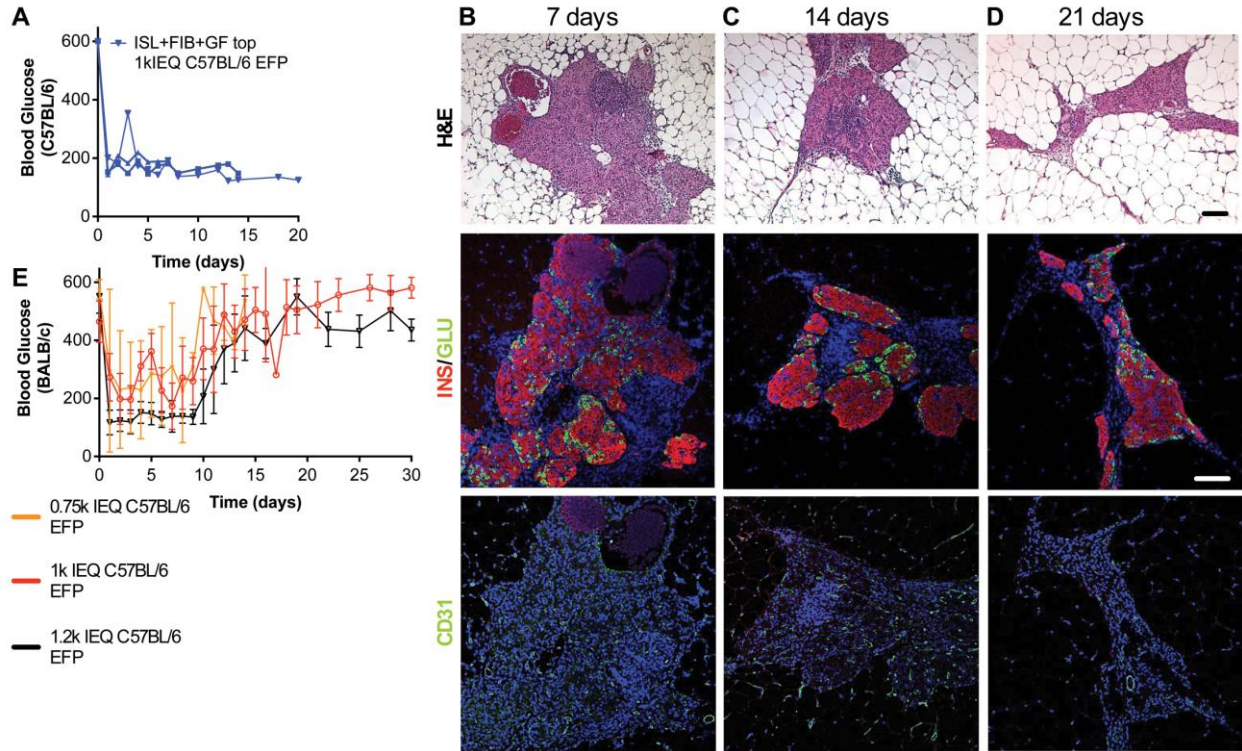 A
600
400
200
0
Blood Glucose
(C57BL/6)
ISL+FIB+GF top
1kIEQ C57BL/6 EFP
0 5 10 15 20
Time (days)
E
600
400
200
0
Blood Glucose
(BALB/c)
0 5 10 15 20 25 30
Time (days)
0.75k IEQ C57BL/6
EFP
1k IEQ C57BL/6
EFP
1.2k IEQ C57BL/6
EFP
B
7 days
C
14 days
D
21 days
H&E
INS/GLU
CD31